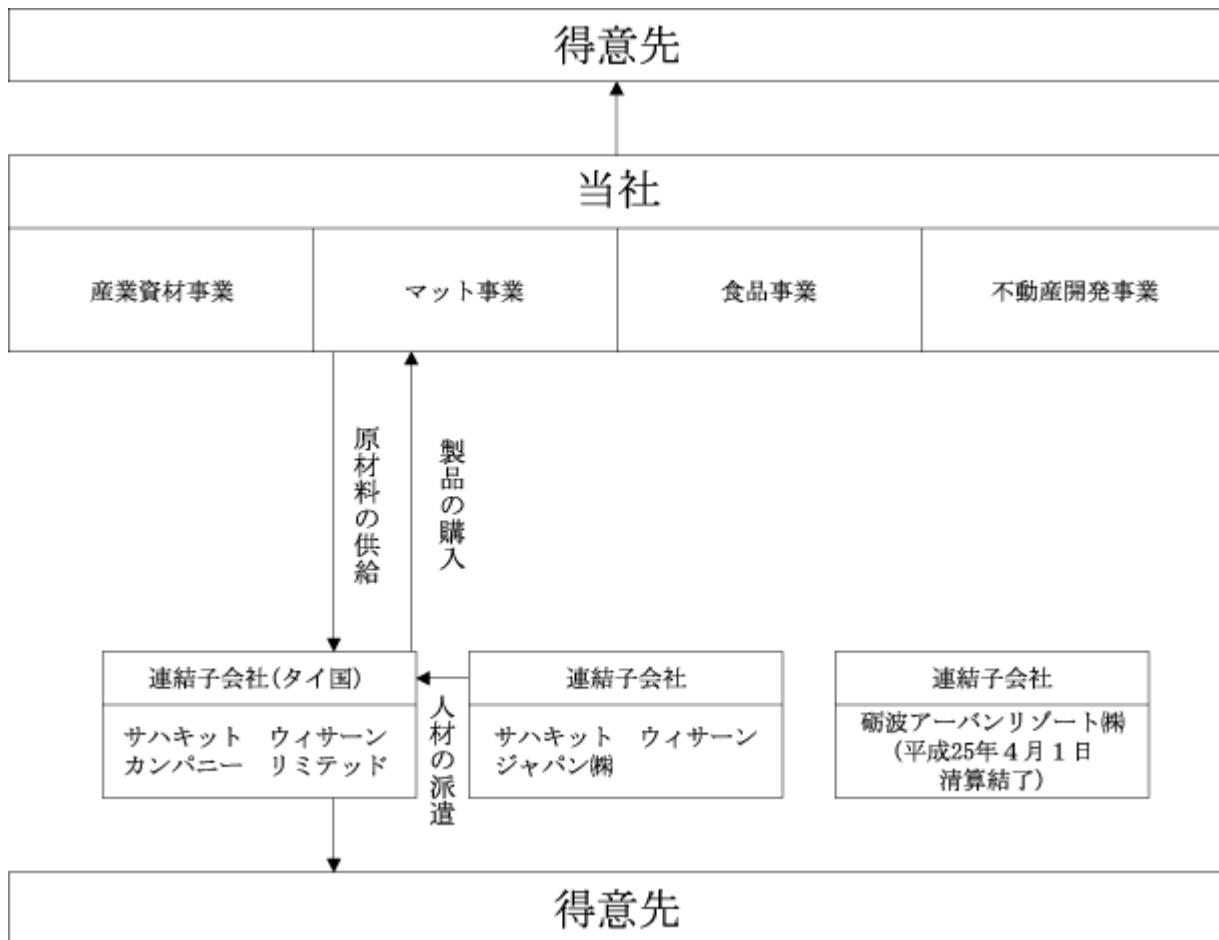 得意先
当社
産業資材事業
マット事業
食品事業
不動産開発事業
原材料の供給
製品の購入
連結子会社(タイ国)
サハキット　ウィサーン
カンパニー　リミテッド
人材の派遣
連結子会社
サハキット　ウィサーン
ジャパン㈱
連結子会社
砺波アーバンリゾート㈱
(平成25年４月１日
清算結了)
得意先